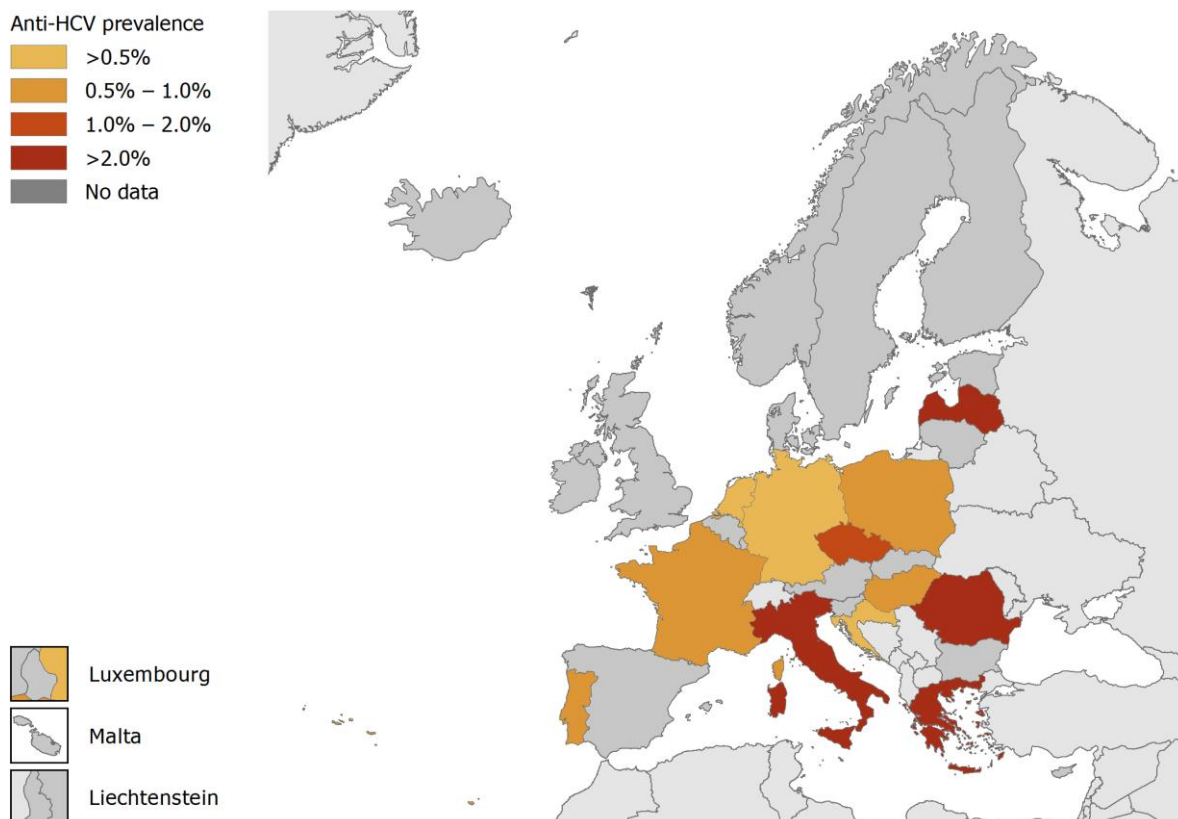 Anti-HCV prevalence
>0.5%
0.5% – 1.0%
1.0% – 2.0%
>2.0%
No data
Luxembourg
Malta
Liechtenstein